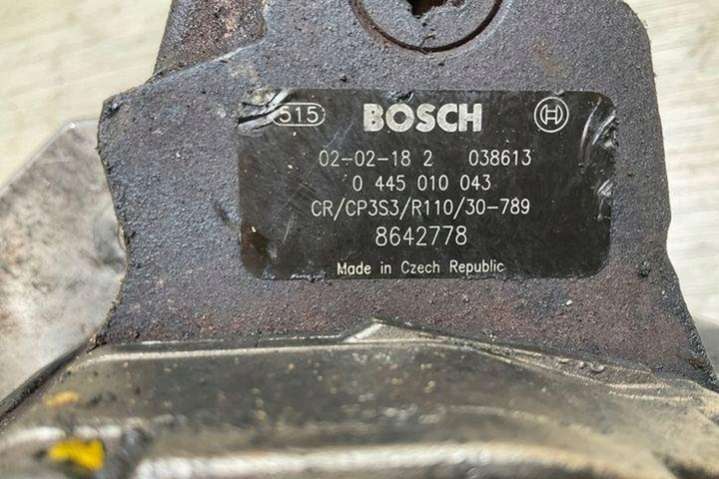 515 BOSCH
02-02-18 2 038613
0 445 010 043
CR/CP3S3/R110/30-789
8642778
Made in Czech Republic